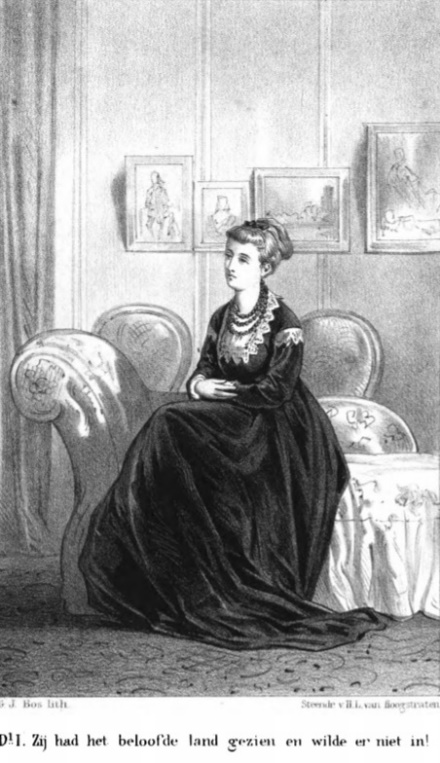 G. J. Bos lith.
Steendr. v. H. L. van Hoogstraten
Dl I. Zij had het beloofde land gezien en wilde er niet in!